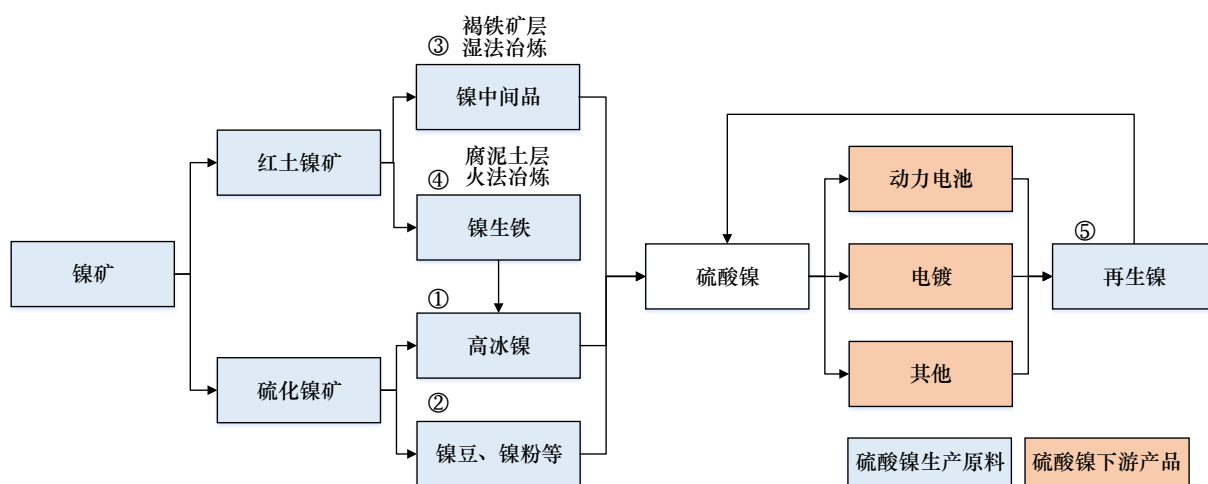 ③
褐铁矿层
湿法冶炼
镍中间品
红土镍矿
④
腐泥土层
火法冶炼
镍生铁
镍矿
①
高冰镍
硫化镍矿
②
镍豆、镍粉等
硫酸镍
动力电池
电镀
其他
⑤
再生镍
硫酸镍生产原料
硫酸镍下游产品